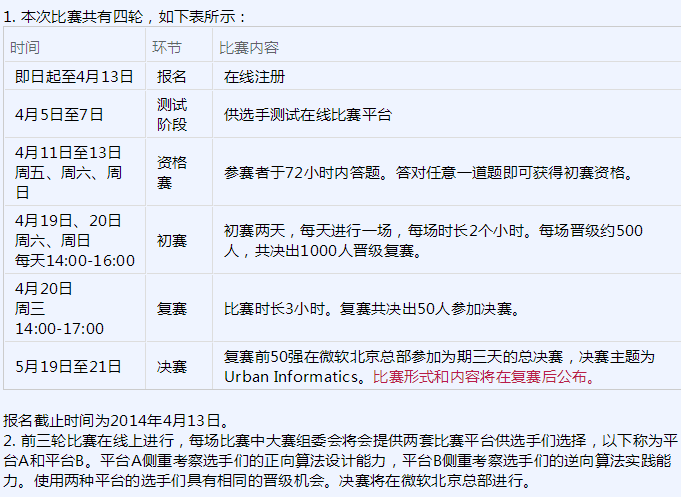 1. 本次比赛共有四轮，如下表所示：
时间 环节 比赛内容
即日起至4月13日 报名 在线注册
4月5日至7日 测试阶段 供选手测试在线比赛平台
4月11日至13日
周五、周六、周日
资格赛
参赛者于72小时内答题。答对任意一道题即可获得初赛资格。
4月19日、20日
周六、周日
每天14:00-16:00
初赛
初赛两天，每天进行一场，每场时长2个小时。每场晋级约500
人，共决出1000人晋级复赛。
4月20日
周三
14:00-17:00
复赛
比赛时长3小时。复赛共决出50人参加决赛。
5月19日至21日
决赛
复赛前50强在微软北京总部参加为期三天的总决赛，决赛主题为
Urban Informatics。比赛形式和内容将在复赛后公布。
报名截止时间为2014年4月13日。
2. 前三轮比赛在线上进行，每场比赛中大赛组委会将会提供两套比赛平台供选手们选择，以下称为平
台A和平台B。平台A侧重考察选手们的正向算法设计能力，平台B侧重考察选手们的逆向算法实践能
力。使用两种平台的选手们具有相同的晋级机会。决赛将在微软北京总部进行。